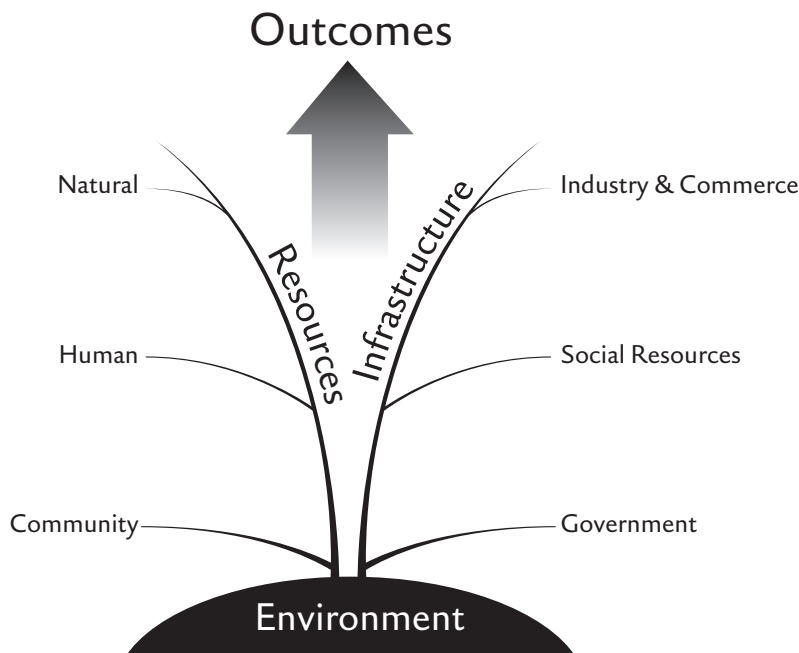 Outcomes
Natural
Industry & Commerce
Resources
Infrastructure
Human
Social Resources
Community
Government
Environment